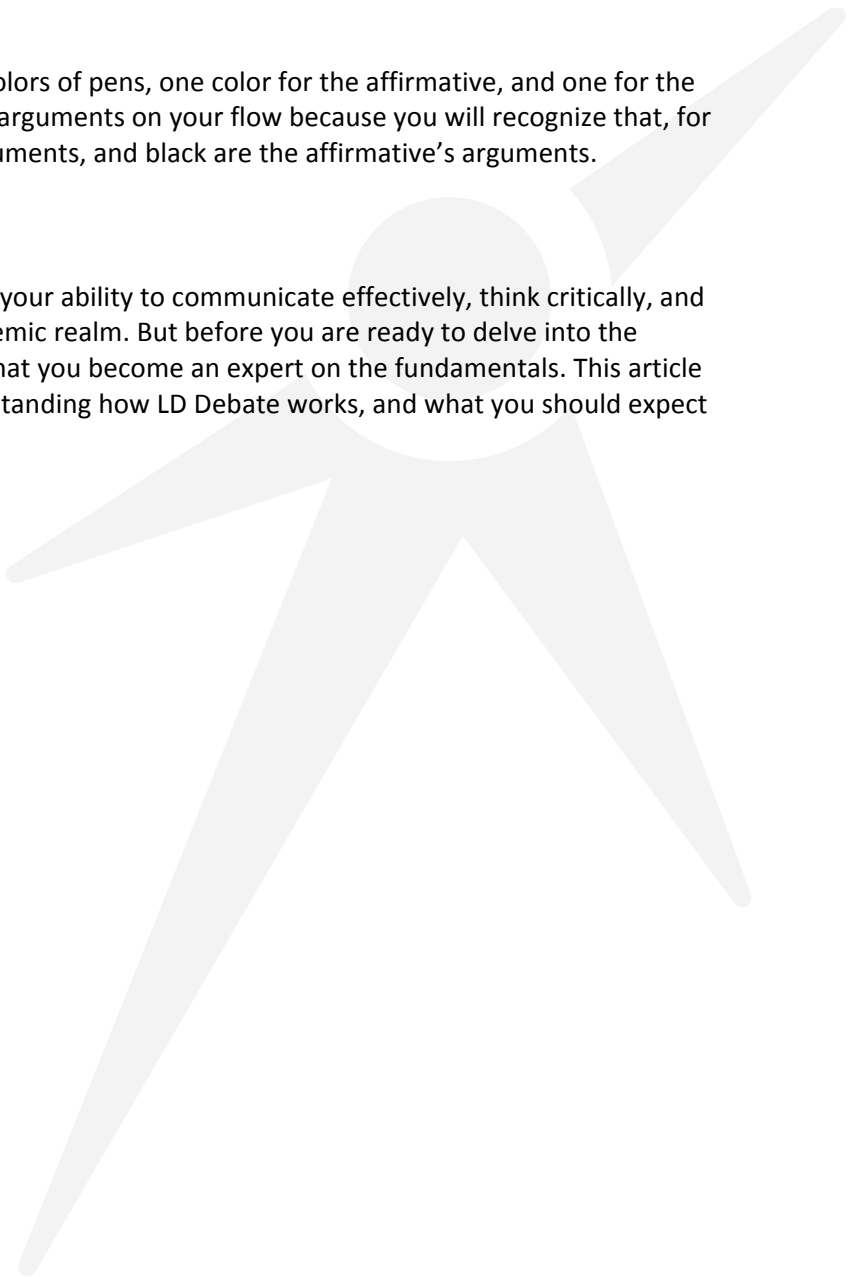 olors of pens, one color for the affirmative, and one for the
arguments on your flow because you will recognize that, for
uments, and black are the affirmative’s arguments.
your ability to communicate effectively, think critically, and
emic realm. But before you are ready to delve into the
hat you become an expert on the fundamentals. This article
standing how LD Debate works, and what you should expect